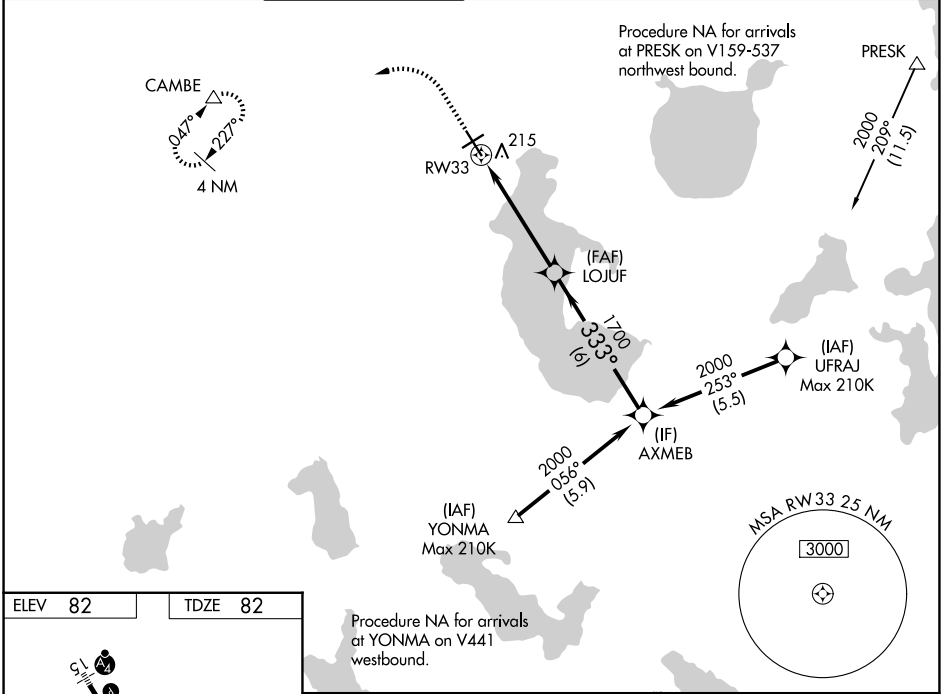 Procedure NA for arrivals
at PRESK on V159-537
northwest bound.
PRESK
CAMBE
047°
227°
4 NM
2000
209°
(11.5)
215
RW33
(FAF)
LOJUF
1700
333°
(6)
2000
253°
(5.5)
(IAF)
UFRAJ
Max 210K
(IF)
AXMEB
2000
056°
(5.9)
(IAF)
YONMA
Max 210K
MSA RW33 25 NM
3000
ELEV 82
TDZE 82
Procedure NA for arrivals
at YONMA on V441
westbound.
15
A4